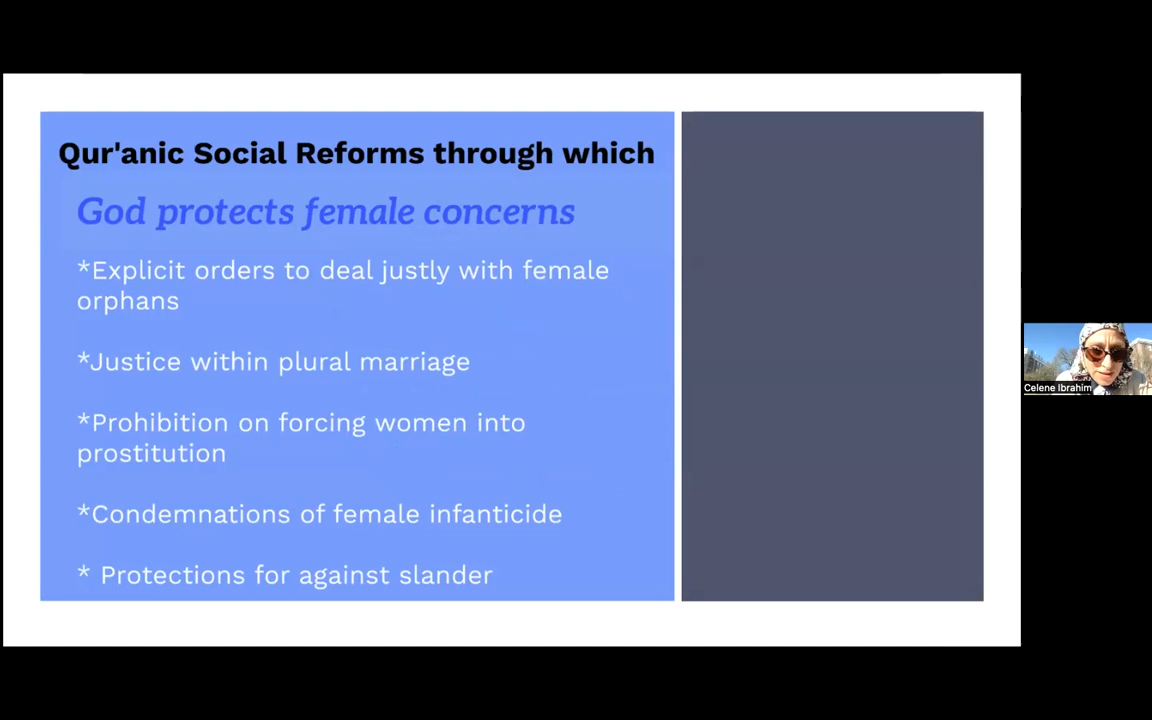 Qur'anic Social Reforms through which
God protects female concerns
*Explicit orders to deal justly with female
orphans
*Justice within plural marriage
*Prohibition on forcing women into
prostitution
*Condemnations of female infanticide
* Protections for against slander
Celene Ibrahim